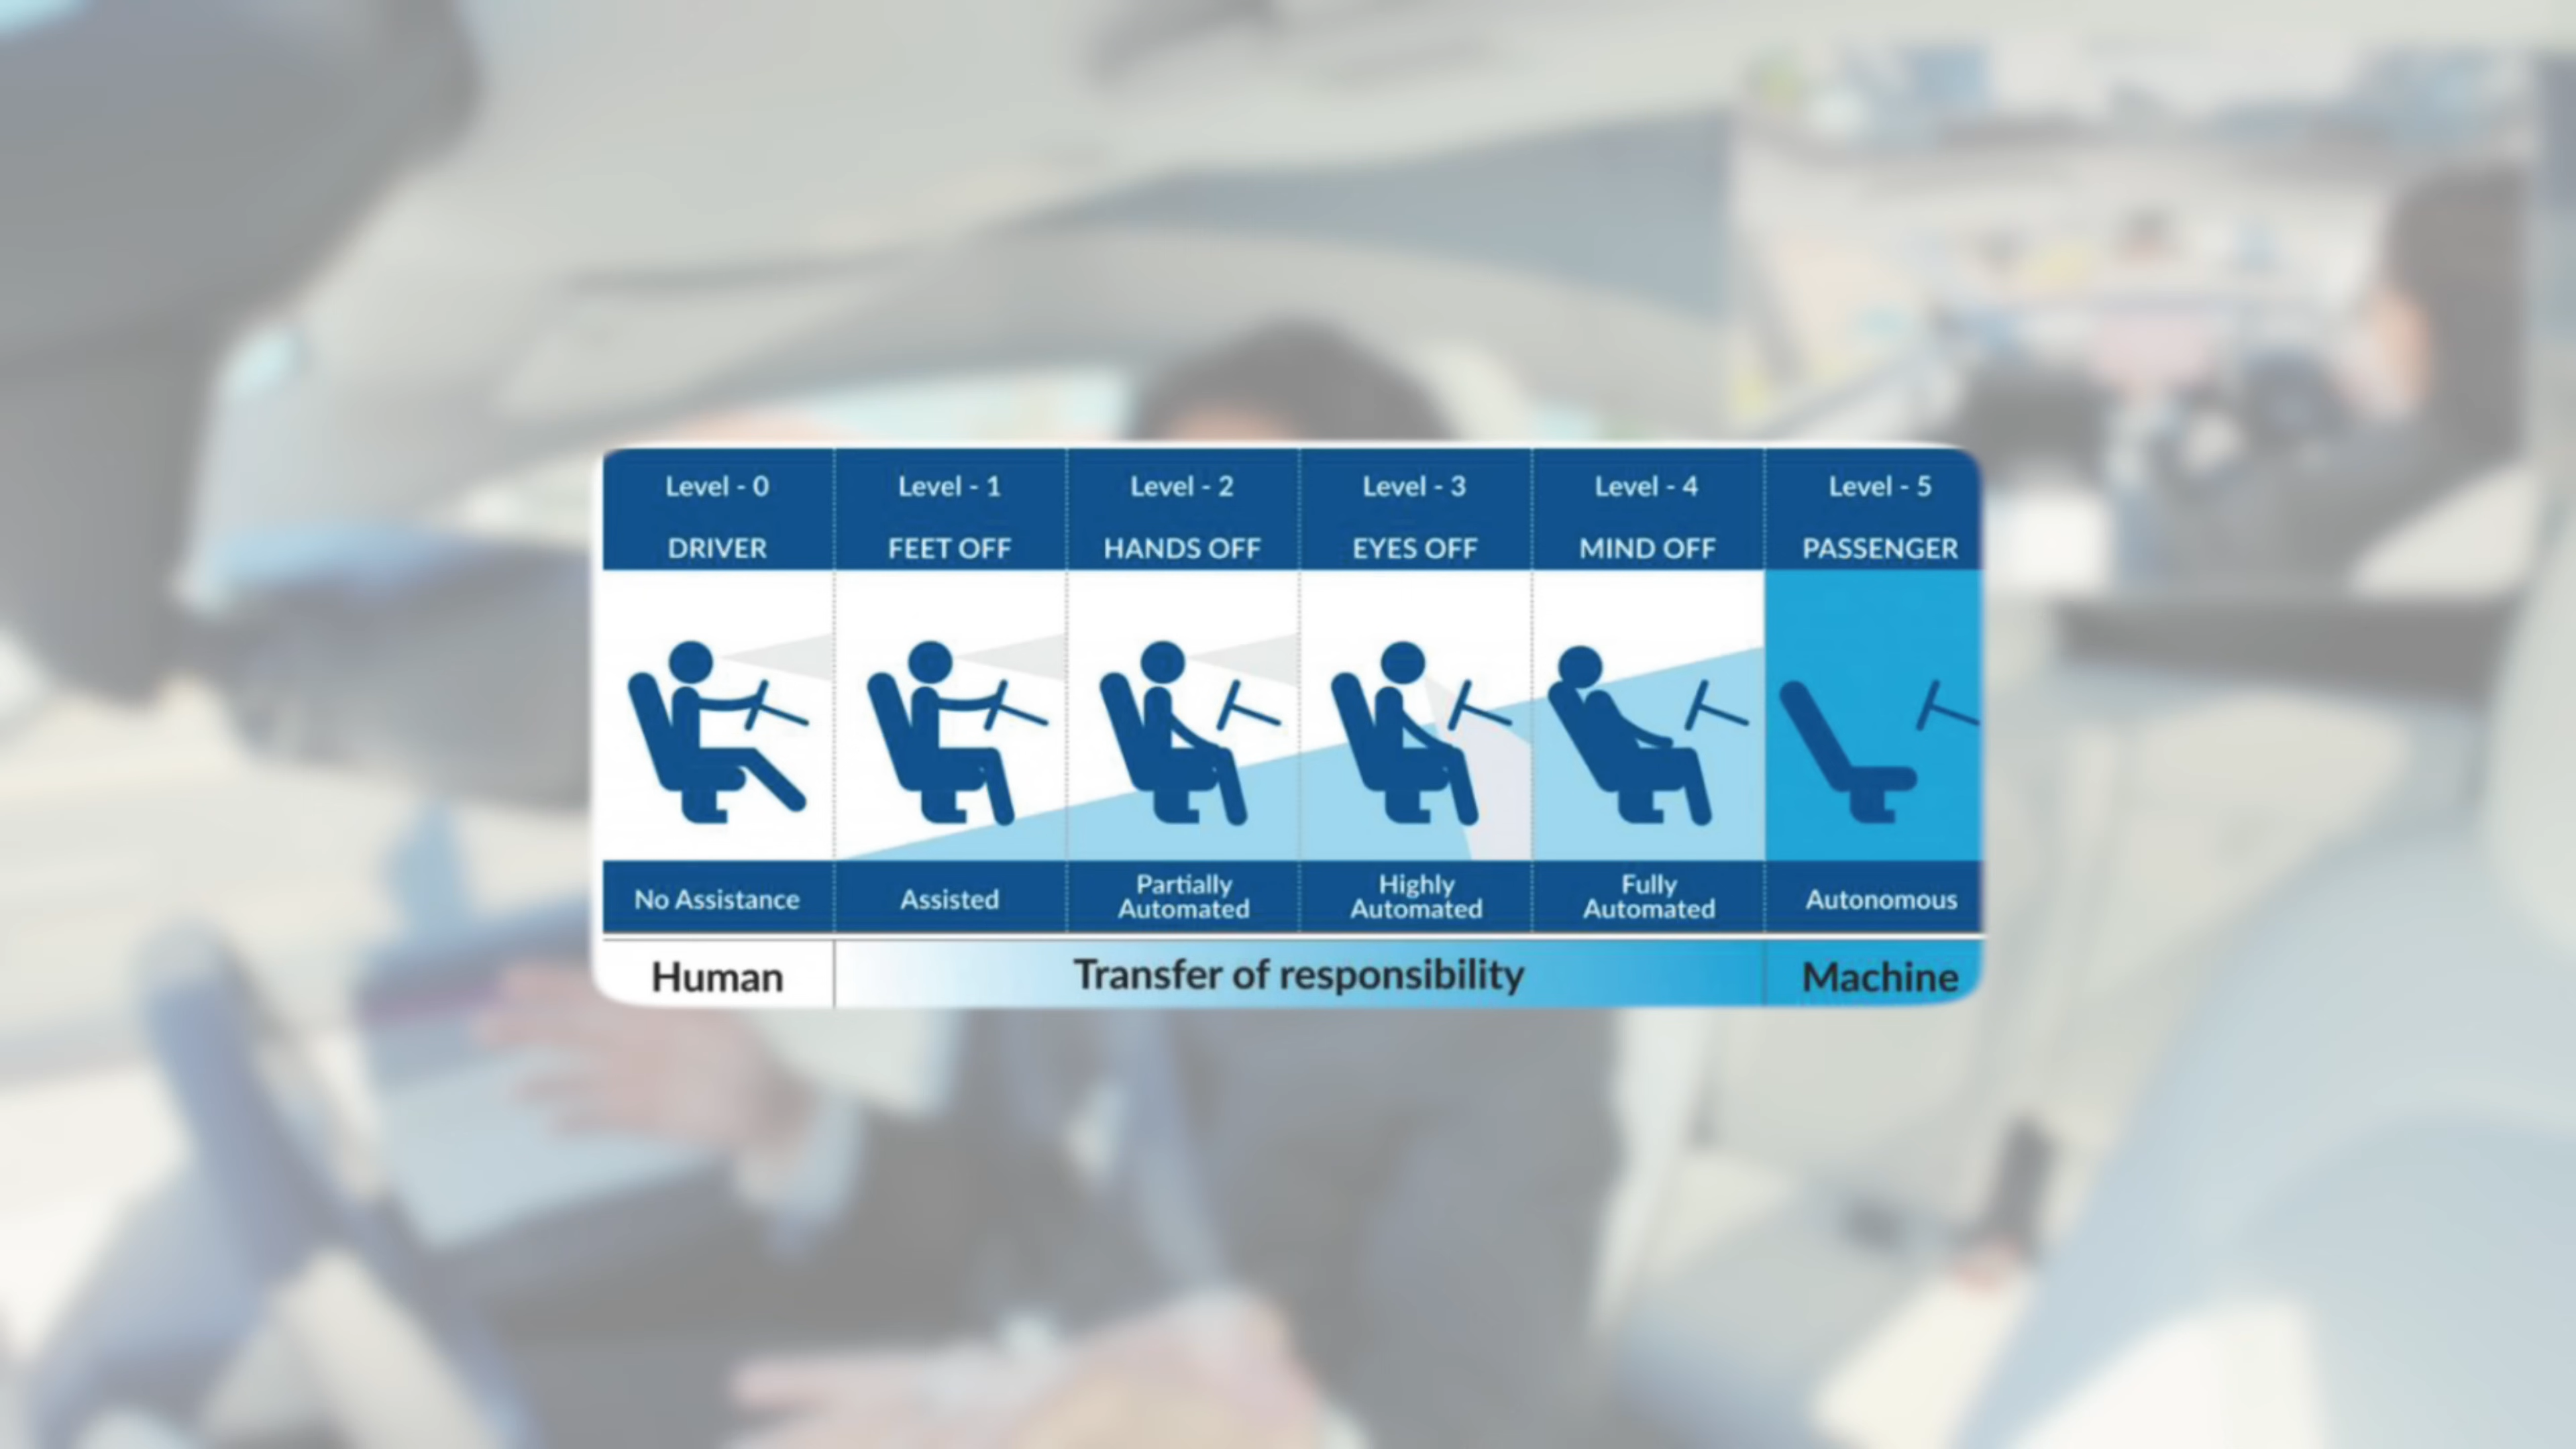 Level - 0
Level - 1
Level - 2
Level - 3
Level - 4
Level - 5
DRIVER
FEET OFF
HANDS OFF
EYES OFF
MIND OFF
PASSENGER
No Assistance
Assisted
Partially
Automated
Highly
Automated
Fully
Automated
Autonomous
Human
Transfer of responsibility
Machine